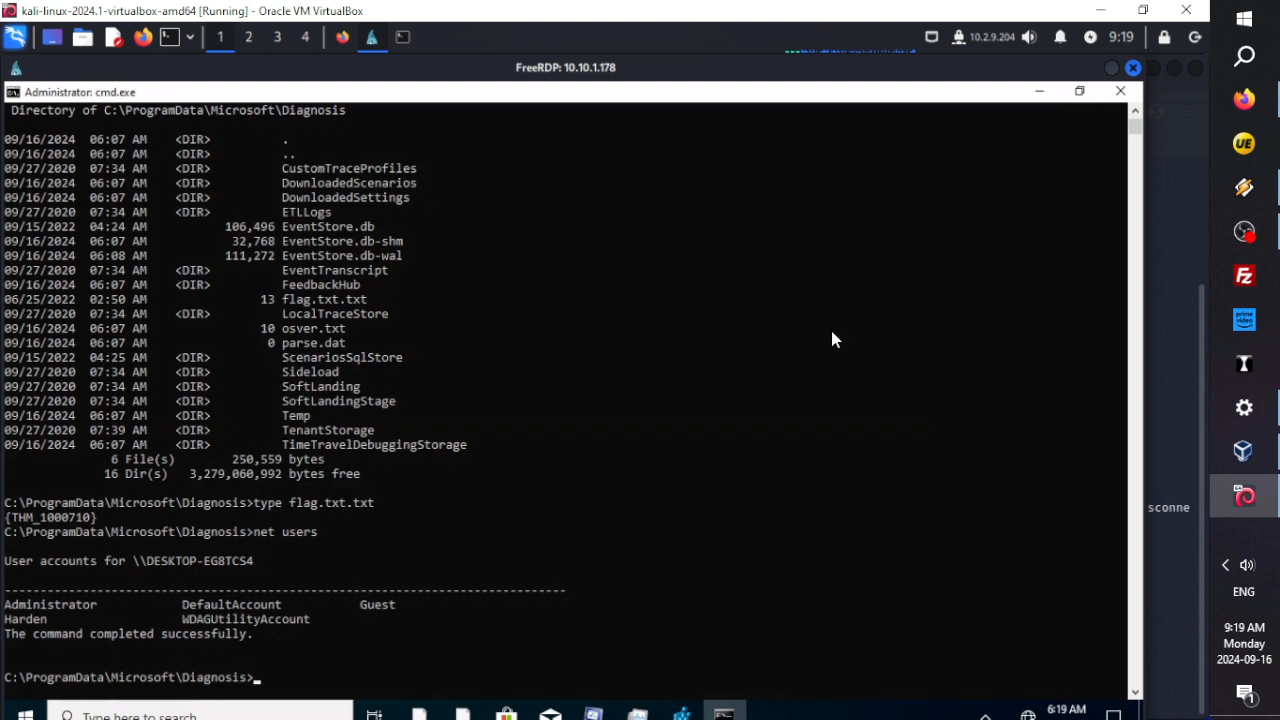 kali-linux-2024.1-virtualbox-amd64 [Running] - Oracle VM VirtualBox
1 2 3 4 10.2.9.204 9:19
FreeRDP: 10.10.1.178
Administrator: cmd.exe
Directory of C:\ProgramData\Microsoft\Diagnosis
09/16/2024 06:07 AM <DIR> .
09/16/2024 06:07 AM <DIR> ..
09/27/2020 07:34 AM <DIR> CustomTraceProfiles
09/16/2024 06:07 AM <DIR> DownloadedScenarios
09/16/2024 06:07 AM <DIR> DownloadedSettings
09/27/2020 07:34 AM <DIR> ETLLogs
09/15/2022 04:24 AM 106,496 EventStore.db
09/16/2024 06:07 AM 32,768 EventStore.db-shm
09/16/2024 06:08 AM 111,272 EventStore.db-wal
09/27/2020 07:34 AM <DIR> EventTranscript
09/16/2024 06:07 AM <DIR> FeedbackHub
06/25/2022 02:50 AM 13 flag.txt.txt
09/27/2020 07:34 AM <DIR> LocalTraceStore
09/16/2024 06:07 AM 10 osver.txt
09/16/2024 06:07 AM 0 parse.dat
09/15/2022 04:25 AM <DIR> ScenariosSqlStore
09/27/2020 07:34 AM <DIR> Sideload
09/27/2020 07:34 AM <DIR> SoftLanding
09/27/2020 07:34 AM <DIR> SoftLandingStage
09/16/2024 06:07 AM <DIR> Temp
09/27/2020 07:39 AM <DIR> TenantStorage
09/16/2024 06:07 AM <DIR> TimeTravelDebuggingStorage
6 File(s) 250,559 bytes
16 Dir(s) 3,279,060,992 bytes free
C:\ProgramData\Microsoft\Diagnosis>type flag.txt.txt
{THM_1000710}
C:\ProgramData\Microsoft\Diagnosis>net users
User accounts for \\DESKTOP-EG8TCS4
-------------------------------------------------------------------------------
Administrator DefaultAccount Guest
Harden WDAGUtilityAccount
The command completed successfully.
C:\ProgramData\Microsoft\Diagnosis>
Type here to search
6:19 AM
sconne
UE
Fz
prime video
ENG
9:19 AM
Monday
2024-09-16
1